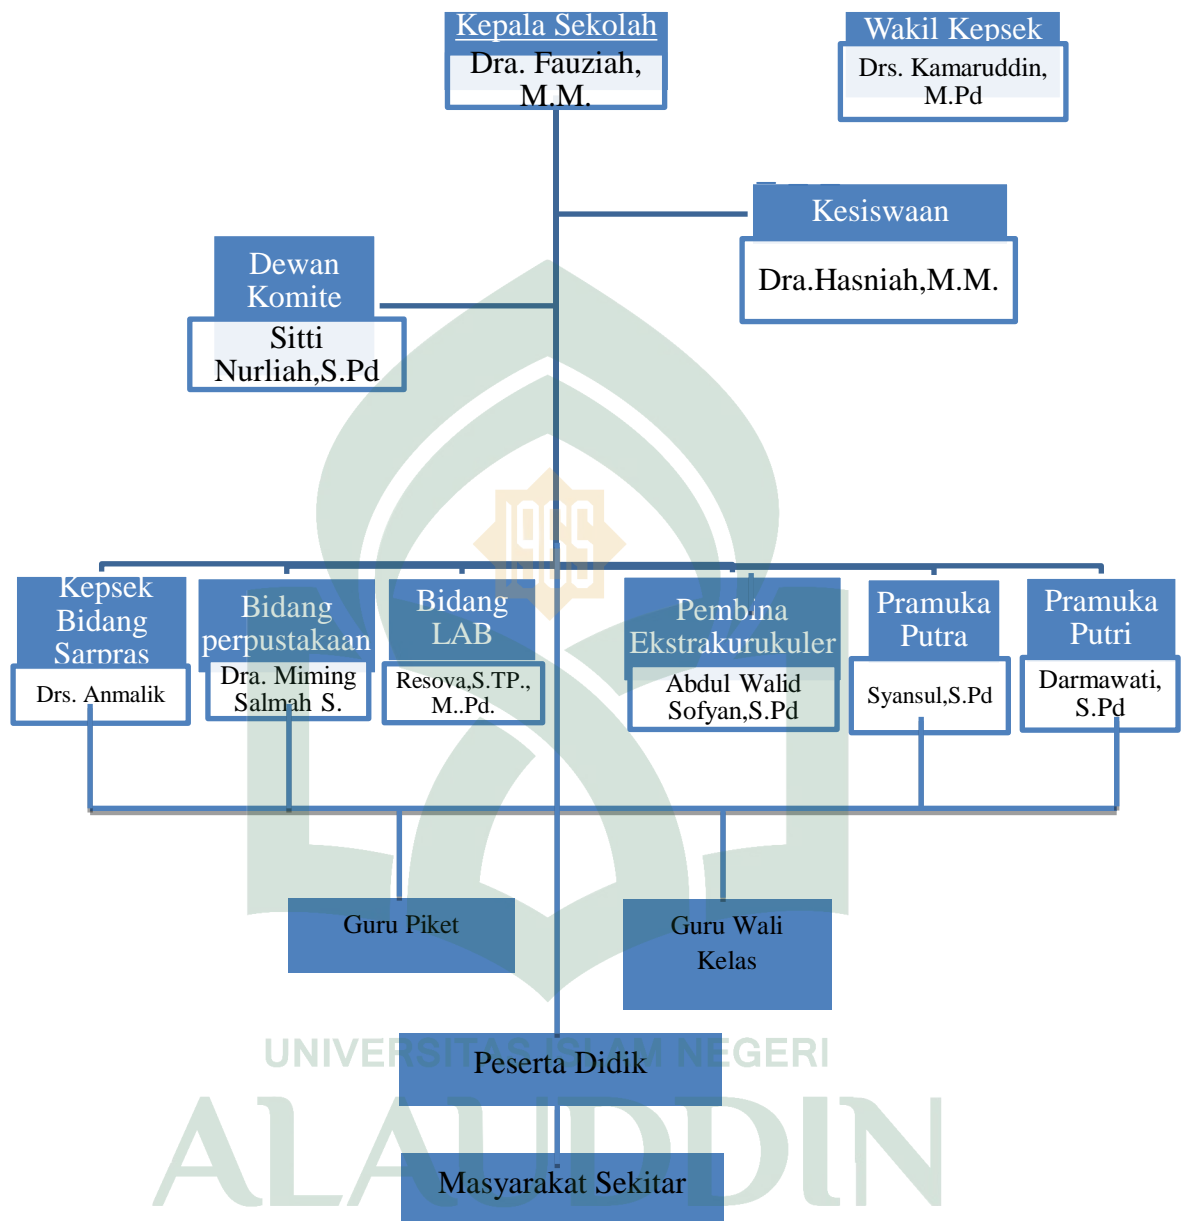 Kepala Sekolah
Dra. Fauziah,
M.M.
Wakil Kepsek
Drs. Kamaruddin,
M.Pd
Kesiswaan
Dra.Hasniah,M.M.
Dewan
Komite
Sitti
Nurliah,S.Pd
1965
Kepsek
Bidang
Sarpras
Drs. Anmalik
Bidang
perpustakaan
Dra. Miming
Salmah S.
Bidang
LAB
Resova,S.TP.,
M..Pd.
Pembina
Ekstrakurukuler
Abdul Walid
Sofyan,S.Pd
Pramuka
Putra
Syansul,S.Pd
Pramuka
Putri
Darmawati,
S.Pd
Guru Piket
Guru Wali
Kelas
UNIVERSITAS ISLAM NEGERI
Peserta Didik
ALAUDDIN
Masyarakat Sekitar